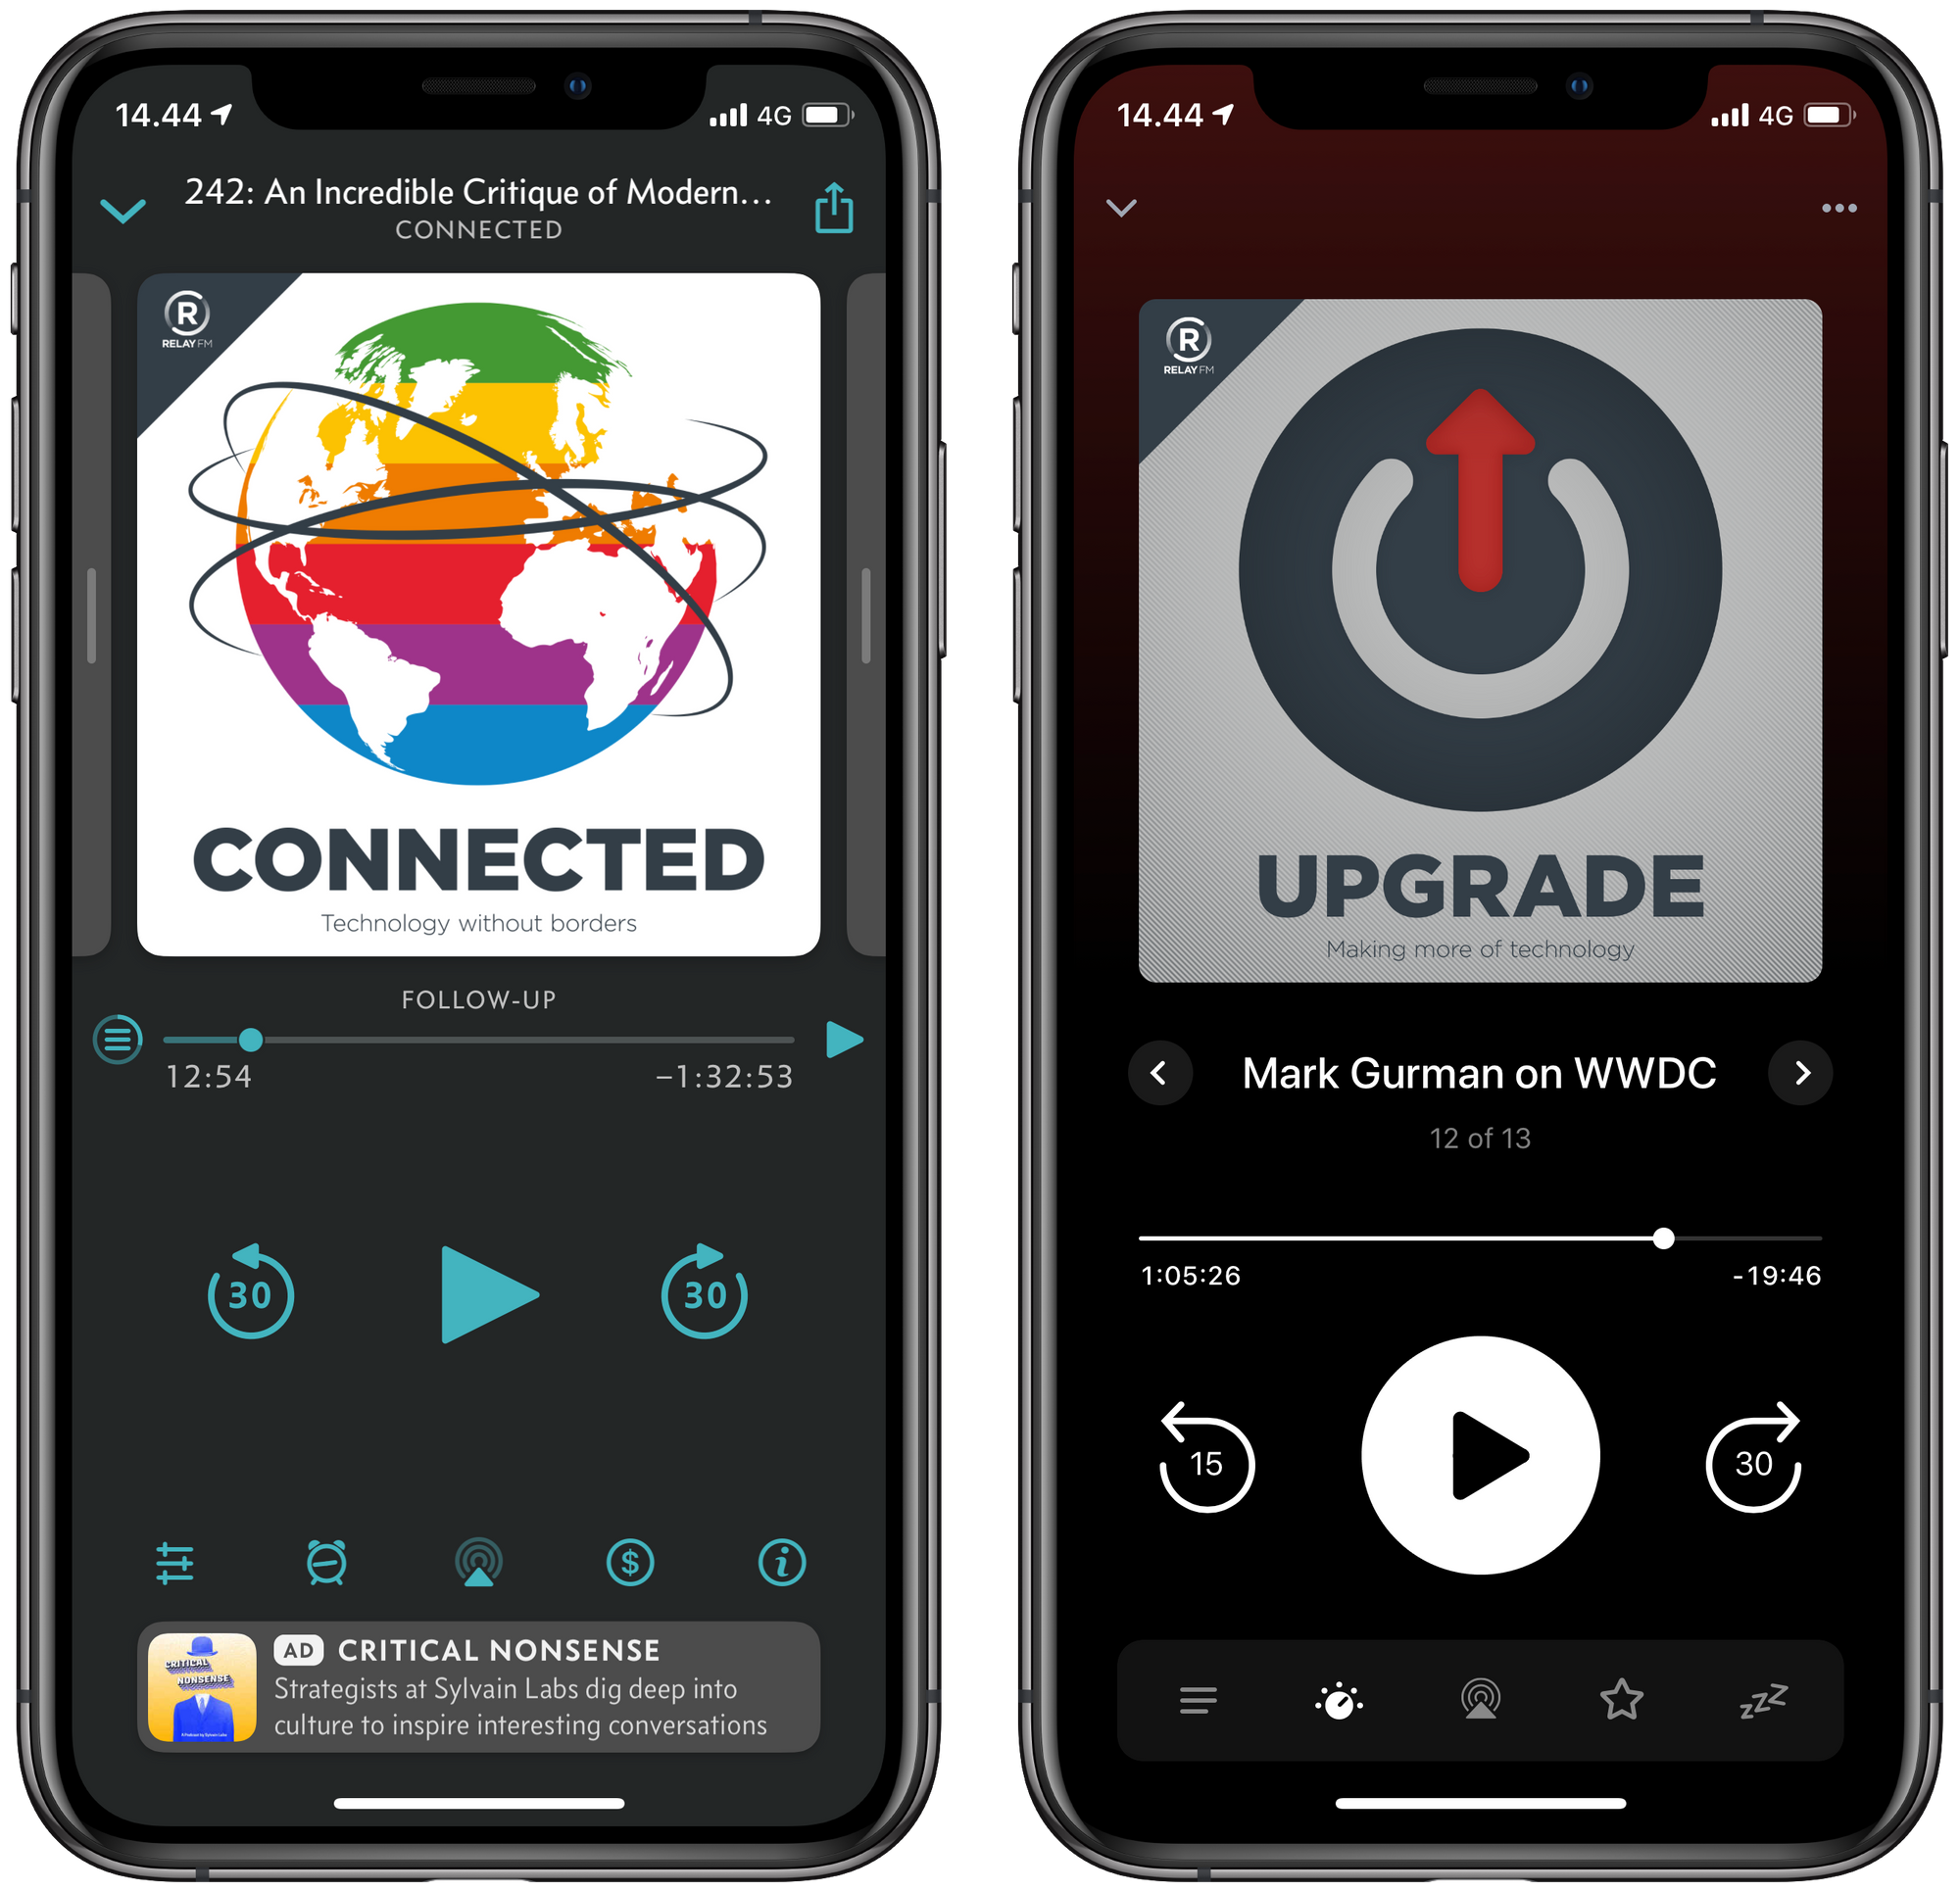 14.44
4G
242: An Incredible Critique of Modern…
CONNECTED
R
RELAY FM
CONNECTED
Technology without borders
FOLLOW-UP
12:54
–1:32:53
30
30
$
i
CRITICAL
NONSENSE
AD CRITICAL NONSENSE
Strategists at Sylvain Labs dig deep into
culture to inspire interesting conversations
14.44
4G
R
RELAY FM
UPGRADE
Making more of technology
Mark Gurman on WWDC
12 of 13
1:05:26
-19:46
15
30
zzZ